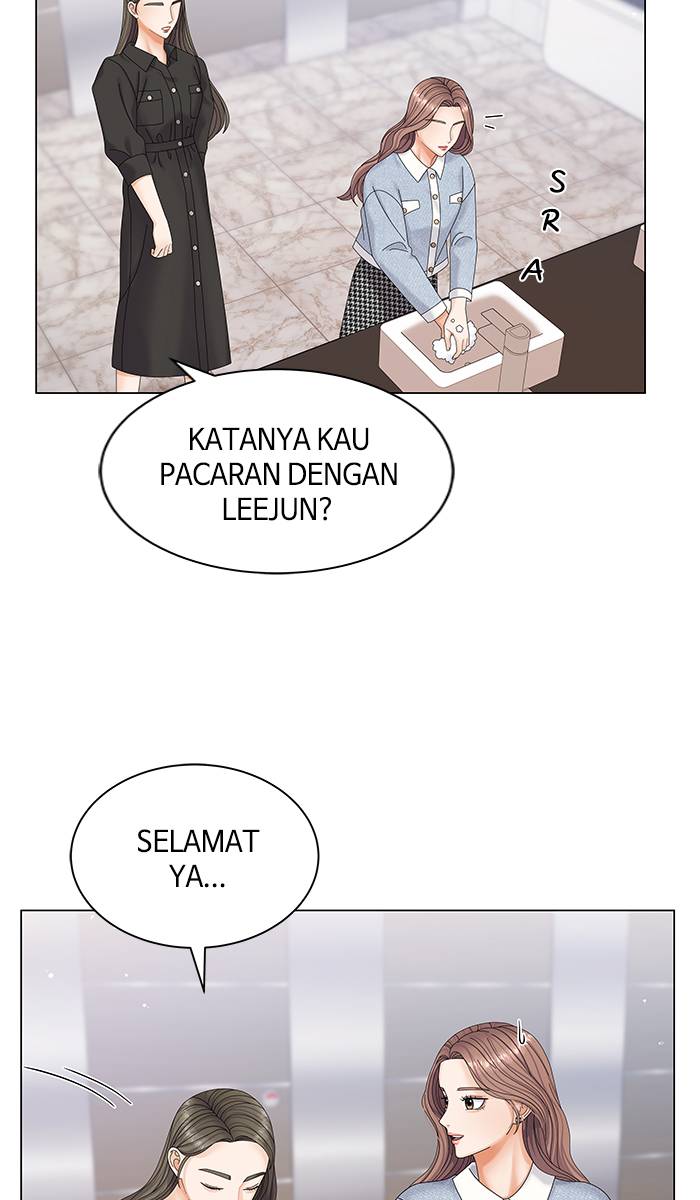 S
R
A
KATANYA KAU
PACARAN DENGAN
LEEJUN?
SELAMAT
YA...